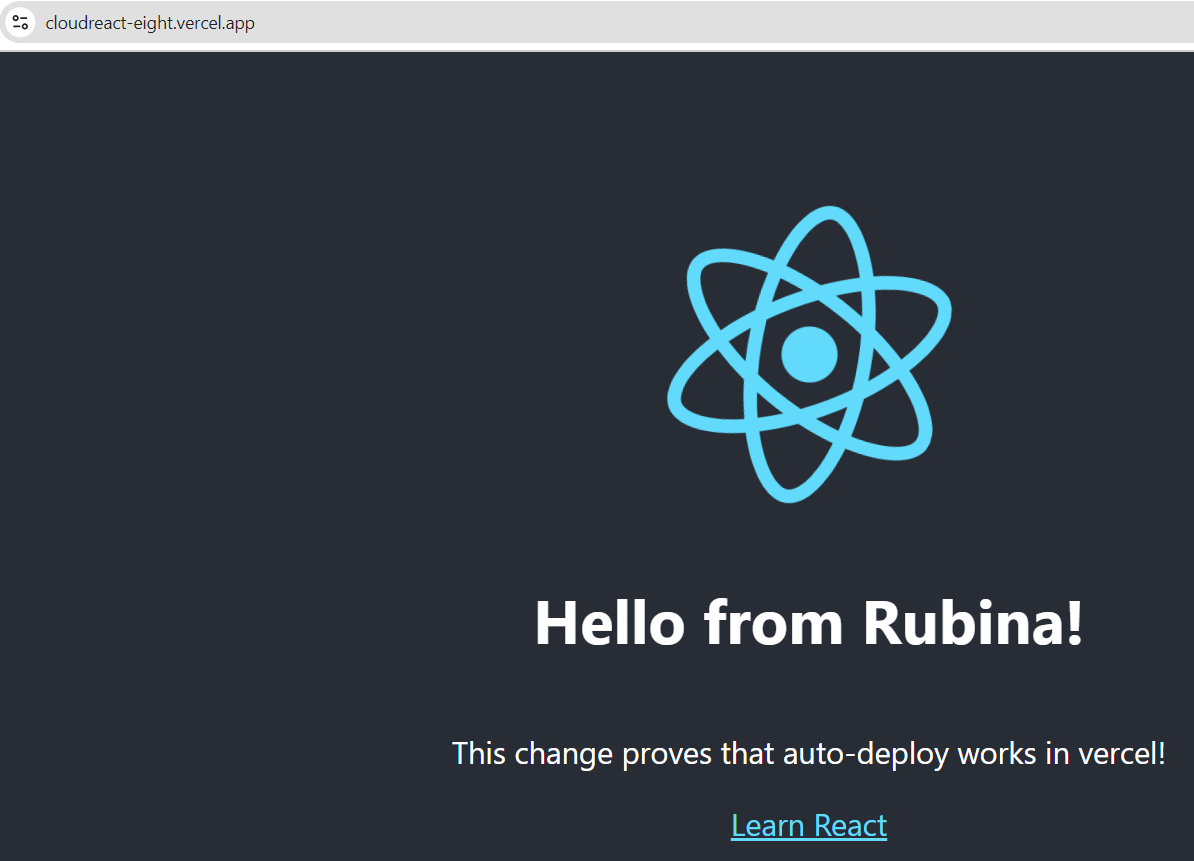 cloudreact-eight.vercel.app
Hello from Rubina!
This change proves that auto-deploy works in vercel!
Learn React